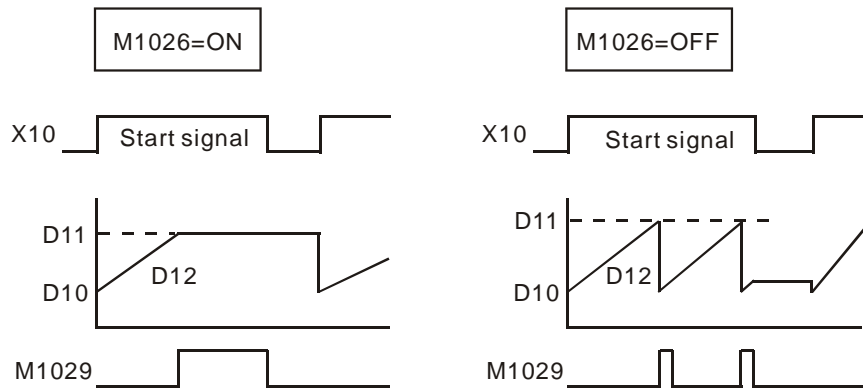 M1026=ON
X10 Start signal
D11
D12
D10
M1029
M1026=OFF
X10 Start signal
D11
D12
D10
M1029